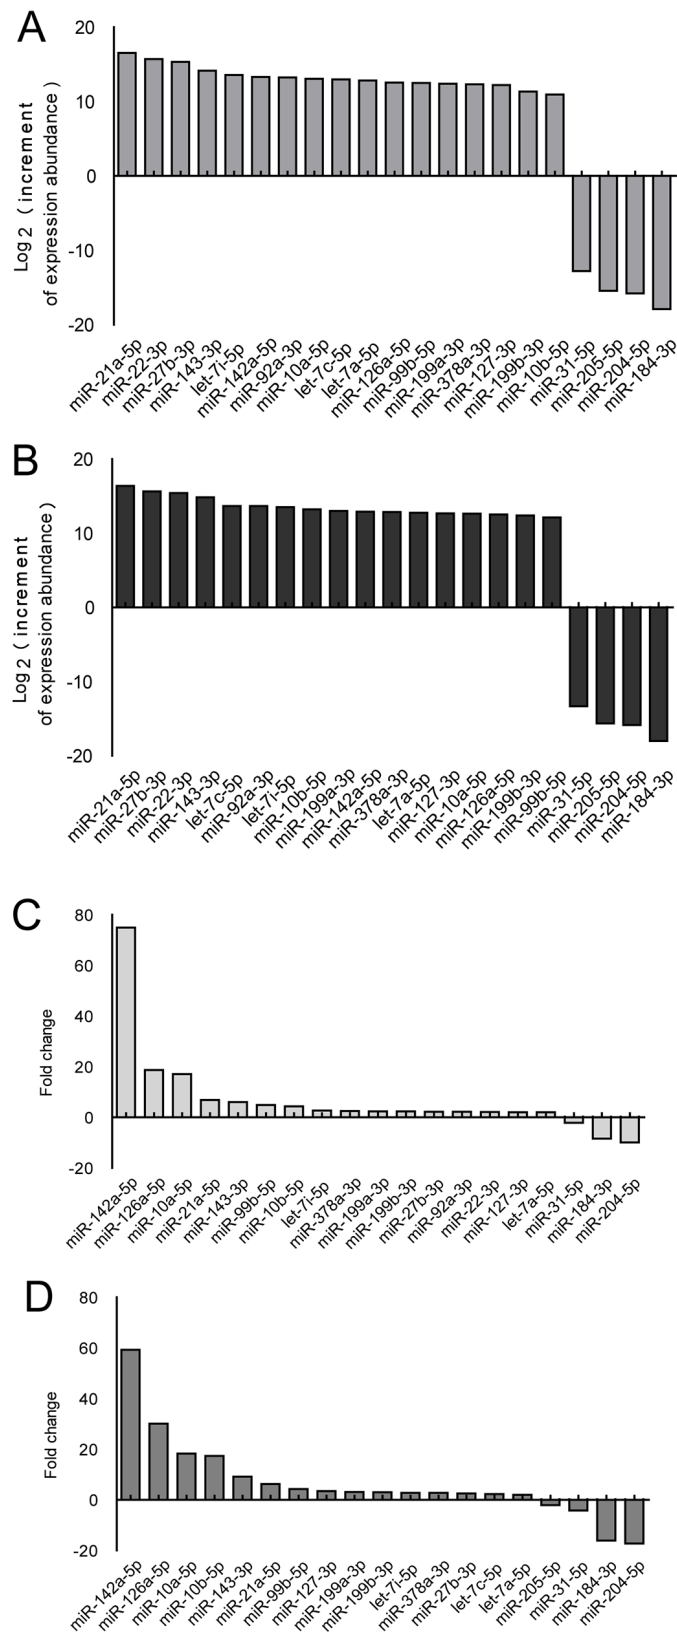 A
20
10
0
-10
-20
Log 2 ( increment
of expression abundance )
miR-21a-5p
miR-22-3p
miR-27b-3p
miR-143-3p
let-7i-5p
miR-142a-5p
miR-92a-3p
miR-10a-5p
let-7c-5p
let-7a-5p
miR-126a-5p
miR-99b-5p
miR-199a-3p
miR-378a-3p
miR-127-3p
miR-199b-3p
miR-10b-5p
miR-31-5p
miR-205-5p
miR-204-5p
miR-184-3p
B
20
10
0
-10
-20
Log 2 ( increment
of expression abundance )
miR-21a-5p
miR-27b-3p
miR-22-3p
miR-143-3p
let-7c-5p
miR-92a-3p
let-7i-5p
miR-10b-5p
miR-199a-3p
miR-142a-5p
miR-378a-3p
let-7a-5p
miR-127-3p
miR-10a-5p
miR-126a-5p
miR-199b-3p
miR-99b-5p
miR-31-5p
miR-205-5p
miR-204-5p
miR-184-3p
C
80
60
40
20
0
-20
Fold change
miR-142a-5p
miR-126a-5p
miR-10a-5p
miR-21a-5p
miR-143-3p
miR-99b-5p
miR-10b-5p
let-7i-5p
miR-378a-3p
miR-199a-3p
miR-199b-3p
miR-27b-3p
miR-92a-3p
miR-22-3p
miR-127-3p
let-7a-5p
miR-31-5p
miR-184-3p
miR-204-5p
D
80
60
40
20
0
-20
Fold change
miR-142a-5p
miR-126a-5p
miR-10a-5p
miR-10b-5p
miR-143-3p
miR-21a-5p
miR-99b-5p
miR-127-3p
miR-199a-3p
miR-199b-3p
let-7i-5p
miR-378a-3p
miR-27b-3p
let-7c-5p
let-7a-5p
miR-205-5p
miR-31-5p
miR-184-3p
miR-204-5p